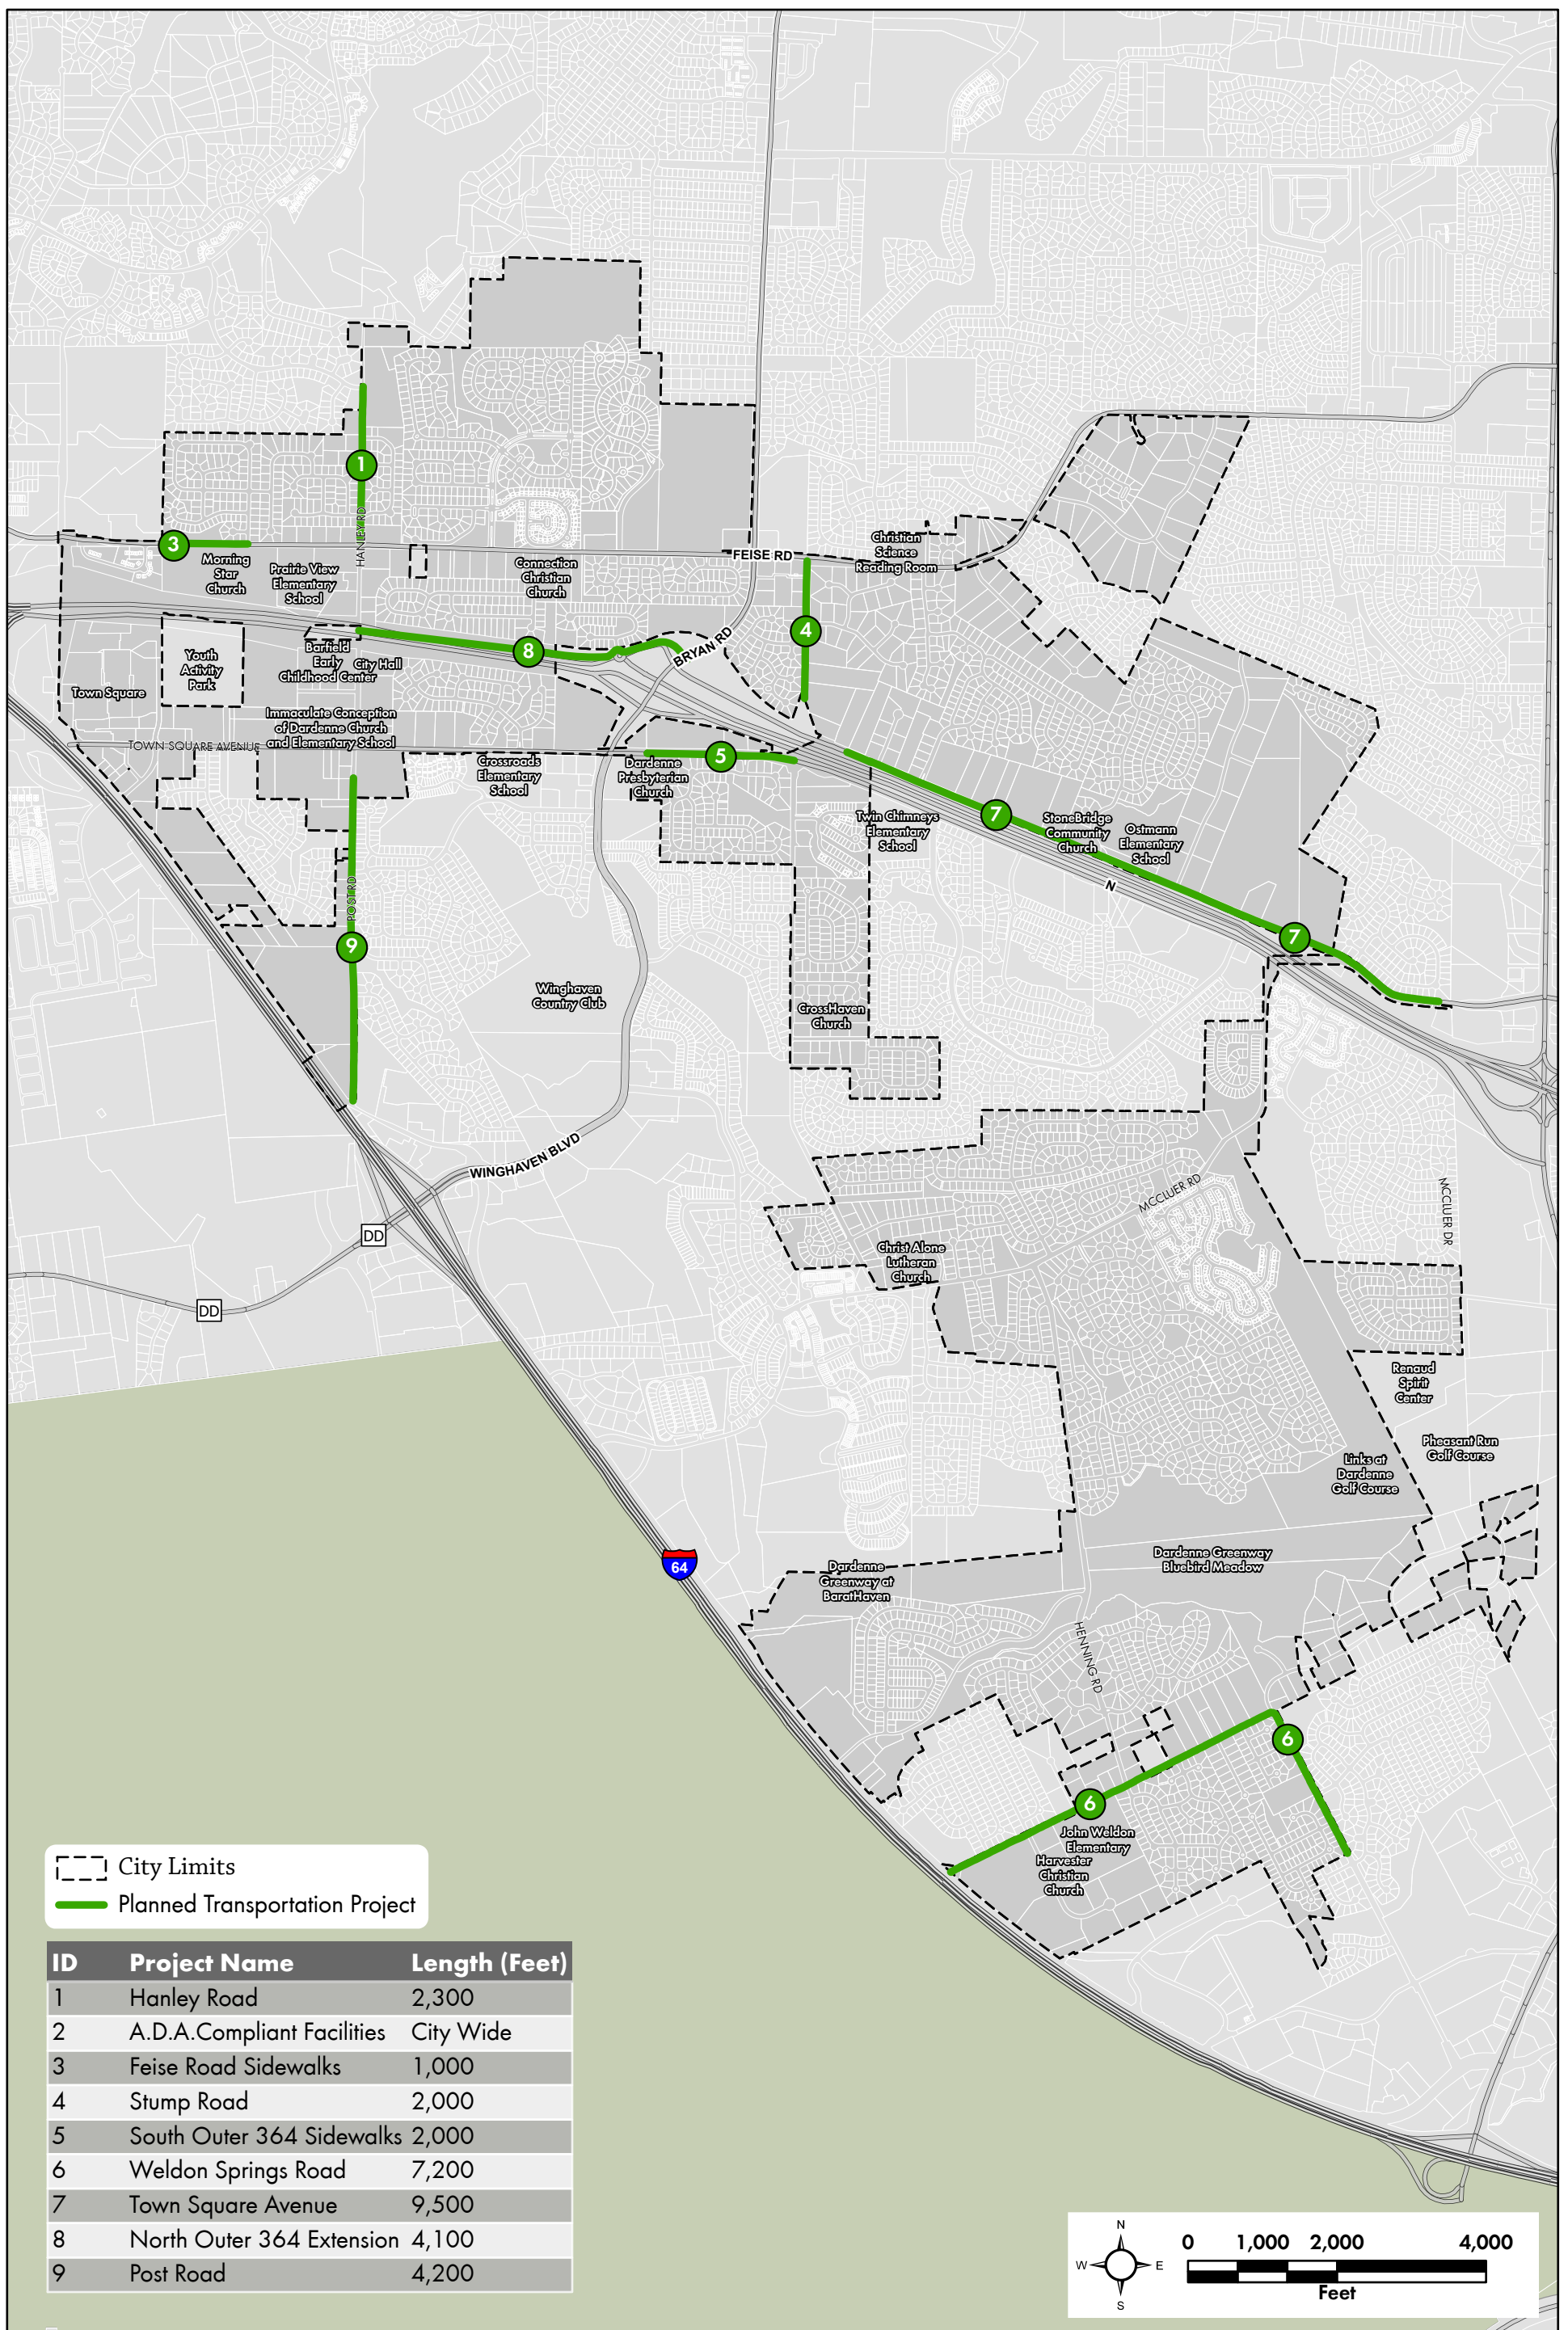 1
HANLEY RD
3
Morning
Star
Church
Prairie View
Elementary
School
Connection
Christian
Church
FEISE RD
Christian
Science
Reading Room
4
8
BRYAN RD
Barfield
Early
Childhood Center
City Hall
Youth
Activity
Park
Town Square
Immaculate Conception
of Dardenne Church
and Elementary School
TOWN SQUARE AVENUE
Crossroads
Elementary
School
Dardenne
Presbyterian
Church
5
Twin Chimneys
Elementary
School
7
StoneBridge
Community
Church
Ostmann
Elementary
School
N
7
POST RD
9
Winghaven
Country Club
CrossHaven
Church
WINGHAVEN BLVD
MCCLUER RD
MCCLUER DR
DD
DD
Christ Alone
Lutheran
Church
Renaud
Spirit
Center
Pheasant Run
Golf Course
Links at
Dardenne
Golf Course
64
Dardenne
Greenway at
BaratHaven
Dardenne Greenway
Bluebird Meadow
HENNING RD
6
6
John Weldon
Elementary
Harvester
Christian
Church
City Limits
Planned Transportation Project
ID Project Name Length (Feet)
1 Hanley Road 2,300
2 A.D.A.Compliant Facilities City Wide
3 Feise Road Sidewalks 1,000
4 Stump Road 2,000
5 South Outer 364 Sidewalks 2,000
6 Weldon Springs Road 7,200
7 Town Square Avenue 9,500
8 North Outer 364 Extension 4,100
9 Post Road 4,200
N
W E
S
0 1,000 2,000 4,000
Feet